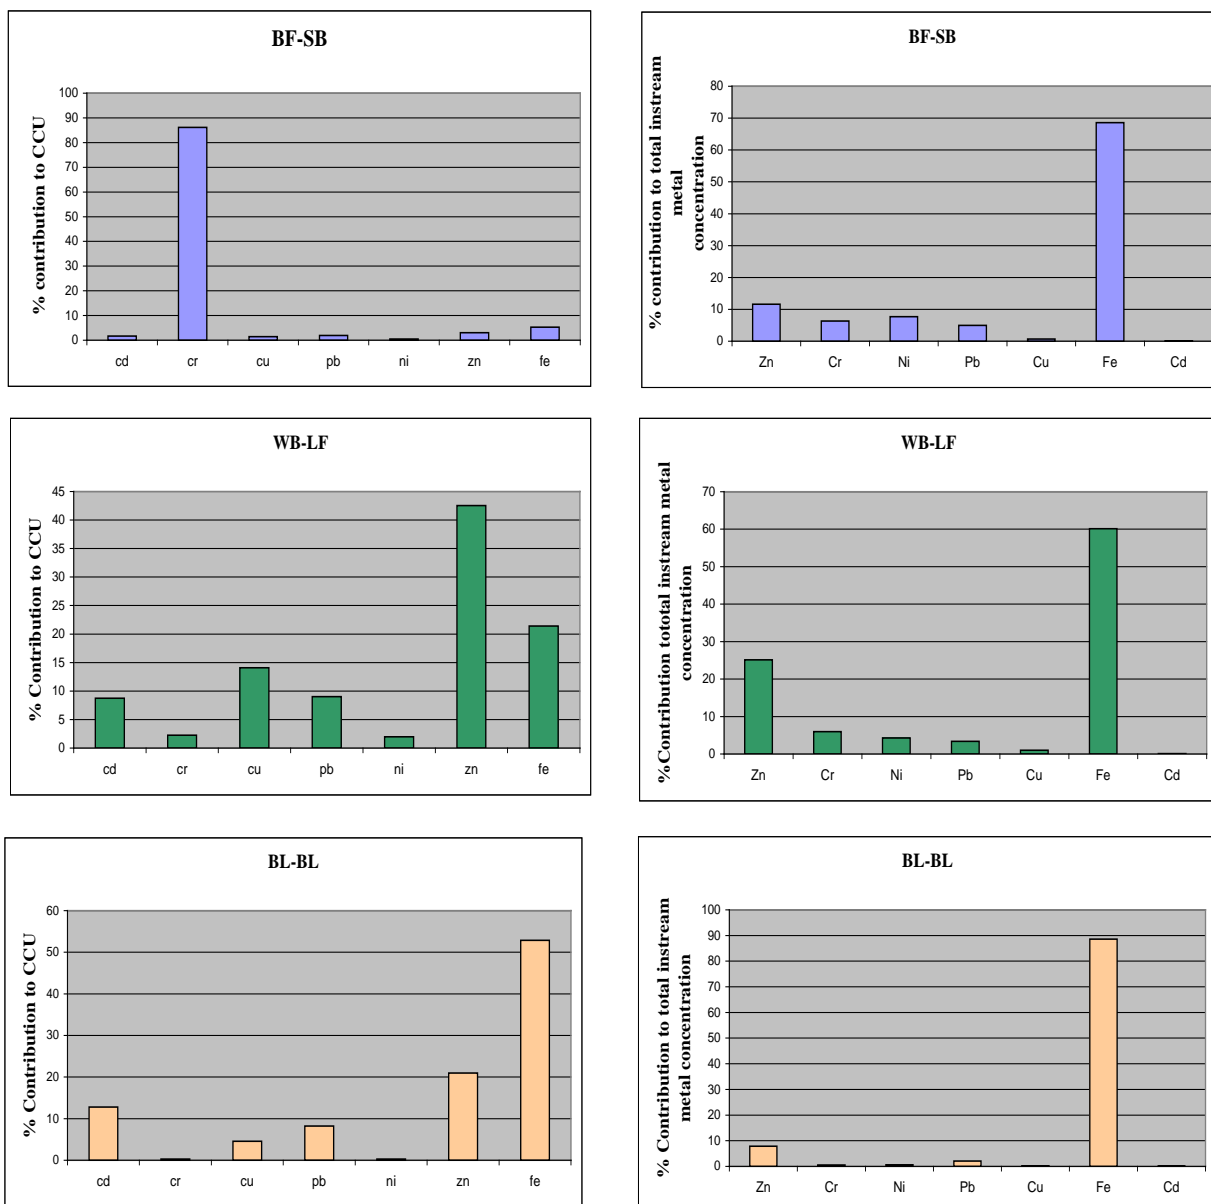 BF-SB
% contribution to CCU
100
90
80
70
60
50
40
30
20
10
0
cd cr cu pb ni zn fe
BF-SB
% contribution to total instream
metal
concentration
80
70
60
50
40
30
20
10
0
Zn Cr Ni Pb Cu Fe Cd
WB-LF
% Contribution to CCU
45
40
35
30
25
20
15
10
5
0
cd cr cu pb ni zn fe
WB-LF
%Contribution tototal instream metal
concentration
70
60
50
40
30
20
10
0
Zn Cr Ni Pb Cu Fe Cd
BL-BL
% Contribution to CCU
60
50
40
30
20
10
0
cd cr cu pb ni zn fe
BL-BL
% Contribution to total instream
metal concentration
100
90
80
70
60
50
40
30
20
10
0
Zn Cr Ni Pb Cu Fe Cd